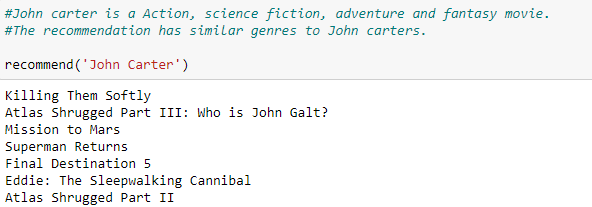 #John carter is a Action, science fiction, adventure and fantasy movie.
#The recommendation has similar genres to John carters.
recommend('John Carter')
Killing Them Softly
Atlas Shrugged Part III: Who is John Galt?
Mission to Mars
Superman Returns
Final Destination 5
Eddie: The Sleepwalking Cannibal
Atlas Shrugged Part II